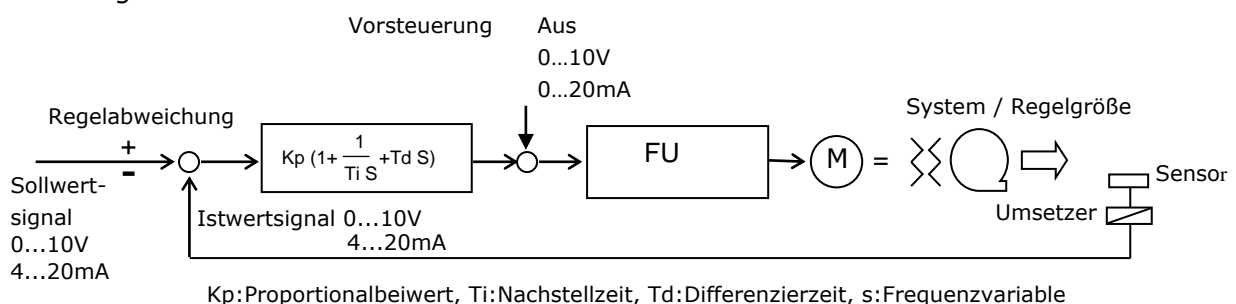 Vorsteuerung
Aus
0...10V
0...20mA
Regelabweichung
+
-
Sollwert-
signal
0...10V
4...20mA
Kp (1+ 1/Ti S +Td S)
FU
M
=
System / Regelgröße
Sensor
Umsetzer
Istwertsignal 0...10V
4...20mA
Kp:Proportionalbeiwert, Ti:Nachstellzeit, Td:Differenzierzeit, s:Frequenzvariable